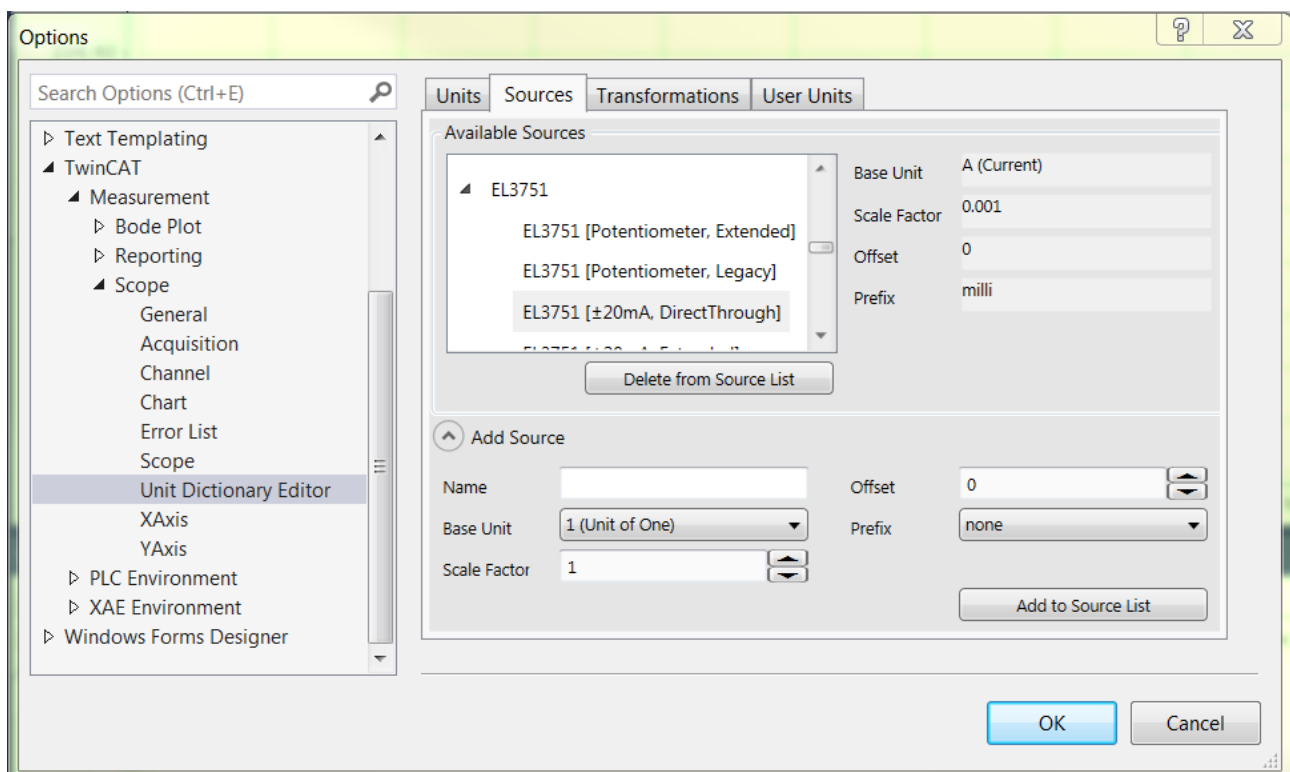 Options
Search Options (Ctrl+E)
Text Templating
TwinCAT
Measurement
Bode Plot
Reporting
Scope
General
Acquisition
Channel
Chart
Error List
Scope
Unit Dictionary Editor
XAxis
YAxis
PLC Environment
XAE Environment
Windows Forms Designer
Units Sources Transformations User Units
Available Sources
EL3751
EL3751 [Potentiometer, Extended]
EL3751 [Potentiometer, Legacy]
EL3751 [±20mA, DirectThrough]
Base Unit A (Current)
Scale Factor 0.001
Offset 0
Prefix milli
Delete from Source List
Add Source
Name
Offset 0
Base Unit 1 (Unit of One)
Prefix none
Scale Factor 1
Add to Source List
OK Cancel